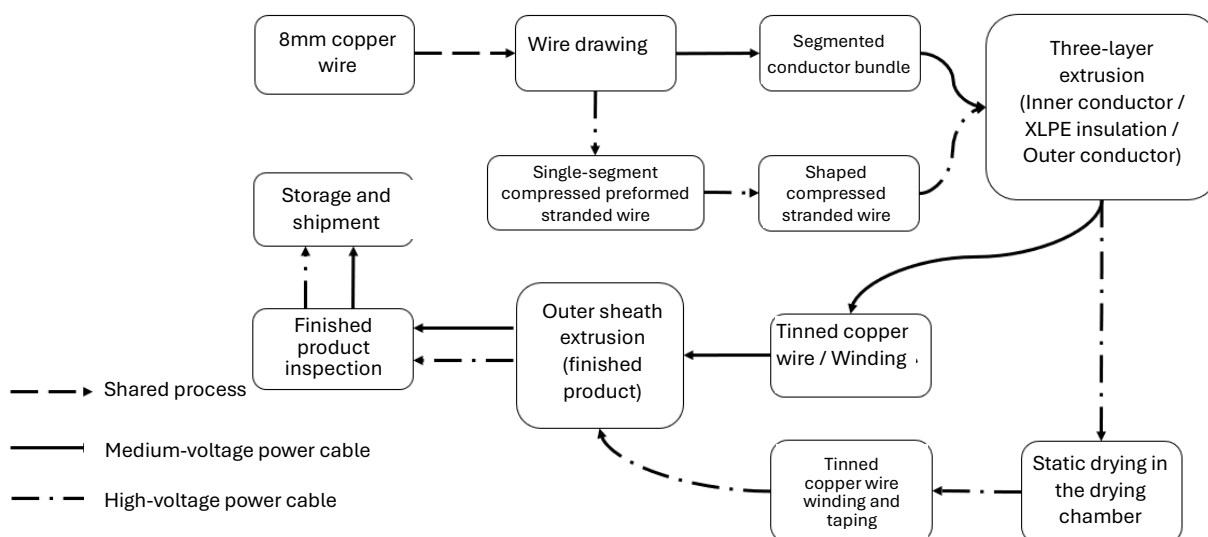 8mm copper
wire
Wire drawing
Segmented
conductor bundle
Three-layer
extrusion
(Inner conductor /
XLPE insulation /
Outer conductor)
Single-segment
compressed preformed
stranded wire
Shaped
compressed
stranded wire
Storage and
shipment
Finished
product
inspection
Outer sheath
extrusion
(finished
product)
Tinned copper
wire / Winding
Shared process
Medium-voltage power cable
High-voltage power cable
Tinned
copper wire
winding and
taping
Static drying in
the drying
chamber